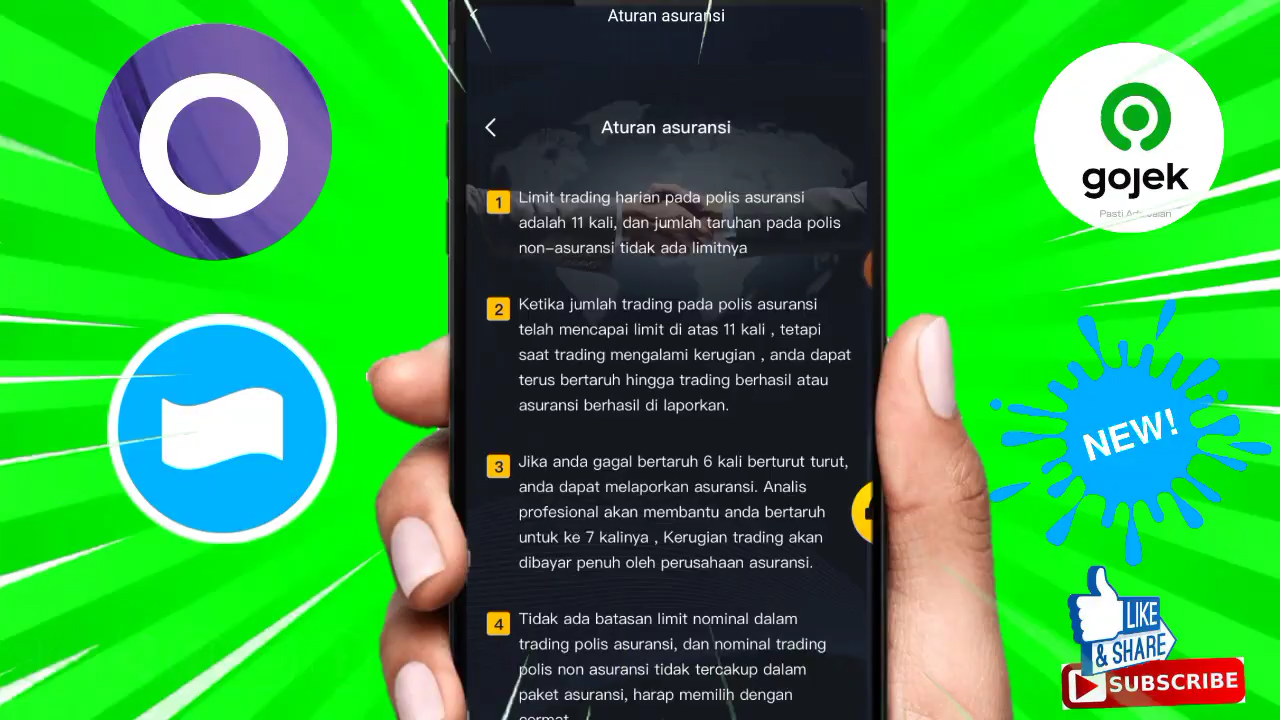 Aturan asuransi
Aturan asuransi
1
Limit trading harian pada polis asuransi
adalah 11 kali, dan jumlah taruhan pada polis
non-asuransi tidak ada limitnya
2
Ketika jumlah trading pada polis asuransi
telah mencapai limit di atas 11 kali , tetapi
saat trading mengalami kerugian , anda dapat
terus bertaruh hingga trading berhasil atau
asuransi berhasil di laporkan.
3
Jika anda gagal bertaruh 6 kali berturut turut,
anda dapat melaporkan asuransi. Analis
profesional akan membantu anda bertaruh
untuk ke 7 kalinya , Kerugian trading akan
dibayar penuh oleh perusahaan asuransi.
4
Tidak ada batasan limit nominal dalam
trading polis asuransi, dan nominal trading
polis non asuransi tidak tercakup dalam
paket asuransi, harap memilih dengan
cermat
gojek
Pasti Ada Jalan
NEW!
LIKE
& SHARE
SUBSCRIBE